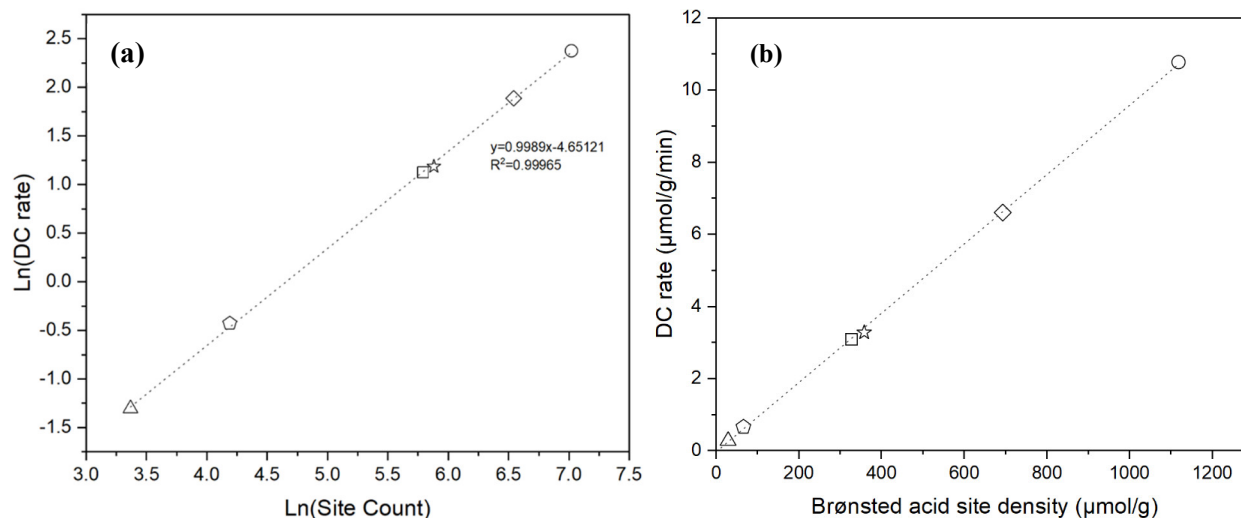 (a)
2.5
2.0
1.5
1.0
0.5
0.0
-0.5
-1.0
-1.5
Ln(DC rate)
y=0.9989x-4.65121
R²=0.99965
3.0 3.5 4.0 4.5 5.0 5.5 6.0 6.5 7.0 7.5
Ln(Site Count)
(b)
12
10
8
6
4
2
0
DC rate (μmol/g/min)
0 200 400 600 800 1000 1200
Brønsted acid site density (μmol/g)